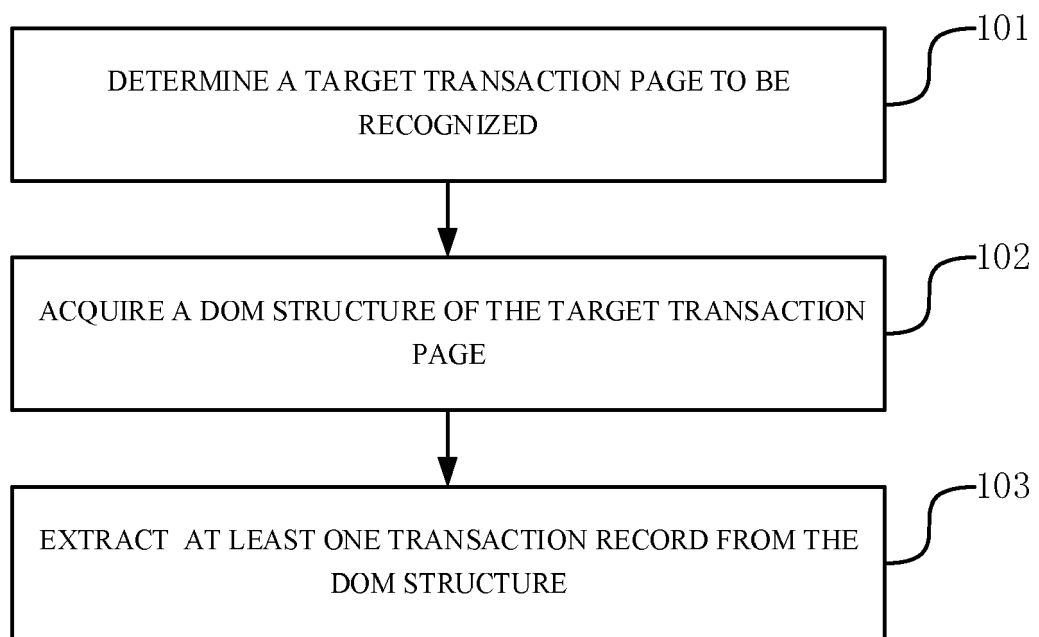 101
DETERMINE A TARGET TRANSACTION PAGE TO BE
RECOGNIZED
102
ACQUIRE A DOM STRUCTURE OF THE TARGET TRANSACTION
PAGE
103
EXTRACT AT LEAST ONE TRANSACTION RECORD FROM THE
DOM STRUCTURE